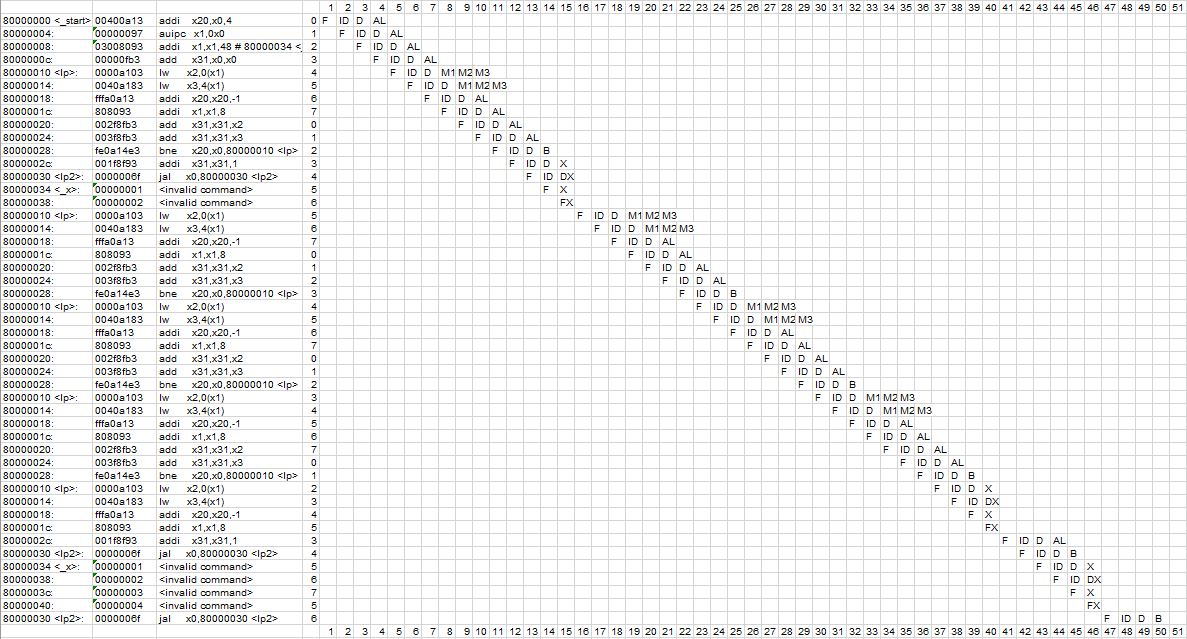 1 2 3 4 5 6 7 8 9 10 11 12 13 14 15 16 17 18 19 20 21 22 23 24 25 26 27 28 29 30 31 32 33 34 35 36 37 38 39 40 41 42 43 44 45 46 47 48 49 50 51
80000000 <_start> 00400a13 addi x20,x0,4 0 F ID D AL
80000004: 00000097 auipc x1,0x0 1 F ID D AL
80000008: 03008093 addi x1,x1,48 # 80000034 <_ 2 F ID D AL
8000000c: 00000fb3 add x31,x0,x0 3 F ID D AL
80000010 <lp>: 0000a103 lw x2,0(x1) 4 F ID D M1 M2 M3
80000014: 0040a183 lw x3,4(x1) 5 F ID D M1 M2 M3
80000018: fffa0a13 addi x20,x20,-1 6 F ID D AL
8000001c: 808093 addi x1,x1,8 7 F ID D AL
80000020: 002f8fb3 add x31,x31,x2 0 F ID D AL
80000024: 003f8fb3 add x31,x31,x3 1 F ID D AL
80000028: fe0a14e3 bne x20,x0,80000010 <lp> 2 F ID D B
8000002c: 001f8f93 addi x31,x31,1 3 F ID D X
80000030 <lp2>: 0000006f jal x0,80000030 <lp2> 4 F ID DX
80000034 <_x>: 00000001 <invalid command> 5 F X
80000038: 00000002 <invalid command> 6 FX
80000010 <lp>: 0000a103 lw x2,0(x1) 5 F ID D M1 M2 M3
80000014: 0040a183 lw x3,4(x1) 6 F ID D M1 M2 M3
80000018: fffa0a13 addi x20,x20,-1 7 F ID D AL
8000001c: 808093 addi x1,x1,8 0 F ID D AL
80000020: 002f8fb3 add x31,x31,x2 1 F ID D AL
80000024: 003f8fb3 add x31,x31,x3 2 F ID D AL
80000028: fe0a14e3 bne x20,x0,80000010 <lp> 3 F ID D B
80000010 <lp>: 0000a103 lw x2,0(x1) 4 F ID D M1 M2 M3
80000014: 0040a183 lw x3,4(x1) 5 F ID D M1 M2 M3
80000018: fffa0a13 addi x20,x20,-1 6 F ID D AL
8000001c: 808093 addi x1,x1,8 7 F ID D AL
80000020: 002f8fb3 add x31,x31,x2 0 F ID D AL
80000024: 003f8fb3 add x31,x31,x3 1 F ID D AL
80000028: fe0a14e3 bne x20,x0,80000010 <lp> 2 F ID D B
80000010 <lp>: 0000a103 lw x2,0(x1) 3 F ID D M1 M2 M3
80000014: 0040a183 lw x3,4(x1) 4 F ID D M1 M2 M3
80000018: fffa0a13 addi x20,x20,-1 5 F ID D AL
8000001c: 808093 addi x1,x1,8 6 F ID D AL
80000020: 002f8fb3 add x31,x31,x2 7 F ID D AL
80000024: 003f8fb3 add x31,x31,x3 0 F ID D AL
80000028: fe0a14e3 bne x20,x0,80000010 <lp> 1 F ID D B
80000010 <lp>: 0000a103 lw x2,0(x1) 2 F ID D X
80000014: 0040a183 lw x3,4(x1) 3 F ID DX
80000018: fffa0a13 addi x20,x20,-1 4 F X
8000001c: 808093 addi x1,x1,8 5 FX
8000002c: 001f8f93 addi x31,x31,1 3 F ID D AL
80000030 <lp2>: 0000006f jal x0,80000030 <lp2> 4 F ID D B
80000034 <_x>: 00000001 <invalid command> 5 F ID D X
80000038: 00000002 <invalid command> 6 F ID DX
8000003c: 00000003 <invalid command> 7 F X
80000040: 00000004 <invalid command> 5 FX
80000030 <lp2>: 0000006f jal x0,80000030 <lp2> 6 F ID D B
1 2 3 4 5 6 7 8 9 10 11 12 13 14 15 16 17 18 19 20 21 22 23 24 25 26 27 28 29 30 31 32 33 34 35 36 37 38 39 40 41 42 43 44 45 46 47 48 49 50 51